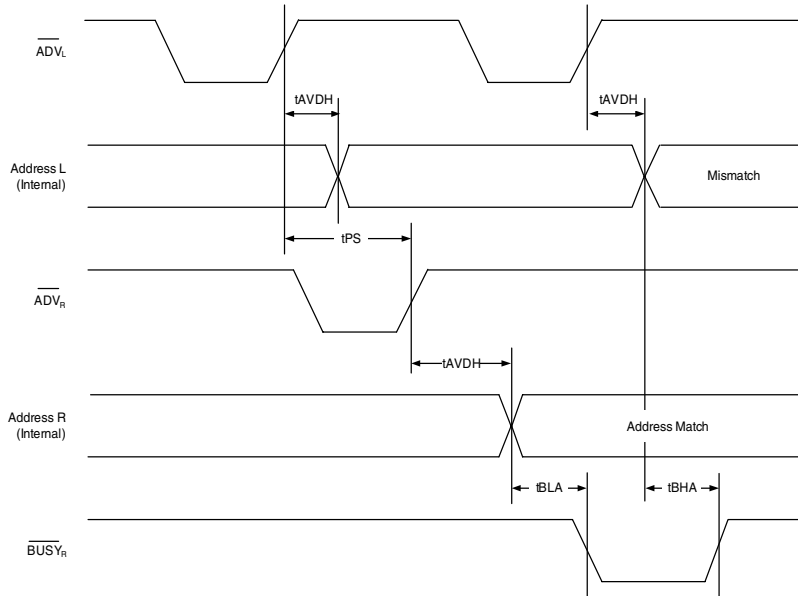 ADVL
tAVDH tAVDH
Address L
(Internal)
Mismatch
tPS
ADVR
tAVDH
Address R
(Internal)
Address Match
tBLA tBHA
BUSYR